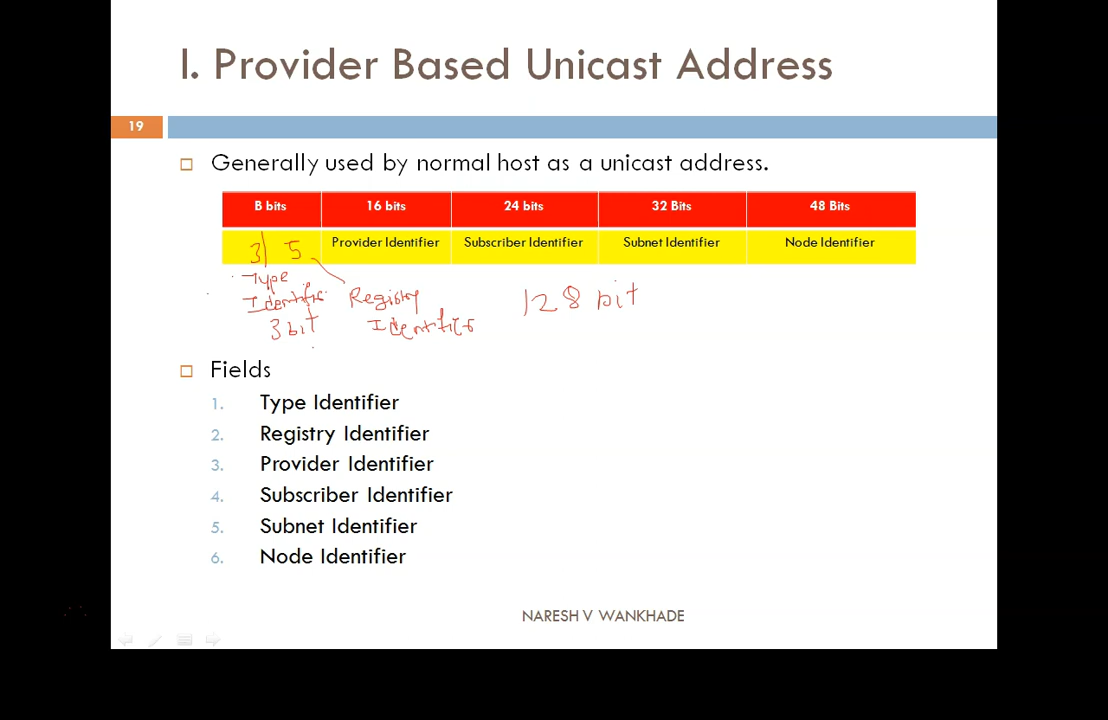 I. Provider Based Unicast Address
19
Generally used by normal host as a unicast address.
8 bits 16 bits 24 bits 32 Bits 48 Bits
3 5 Provider Identifier Subscriber Identifier Subnet Identifier Node Identifier
Type
Identifier Registry 128 bit
3 bit Identifier
Fields
1. Type Identifier
2. Registry Identifier
3. Provider Identifier
4. Subscriber Identifier
5. Subnet Identifier
6. Node Identifier
NARESH V WANKHADE